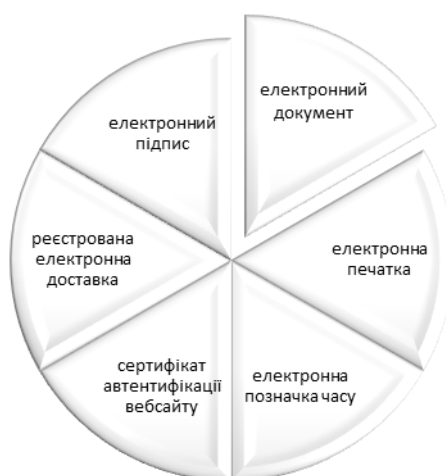 електронний
документ
електронна
печатка
електронна
позначка часу
сертифікат
автентифікації
вебсайту
реєстрована
електронна
доставка
електронний
підпис